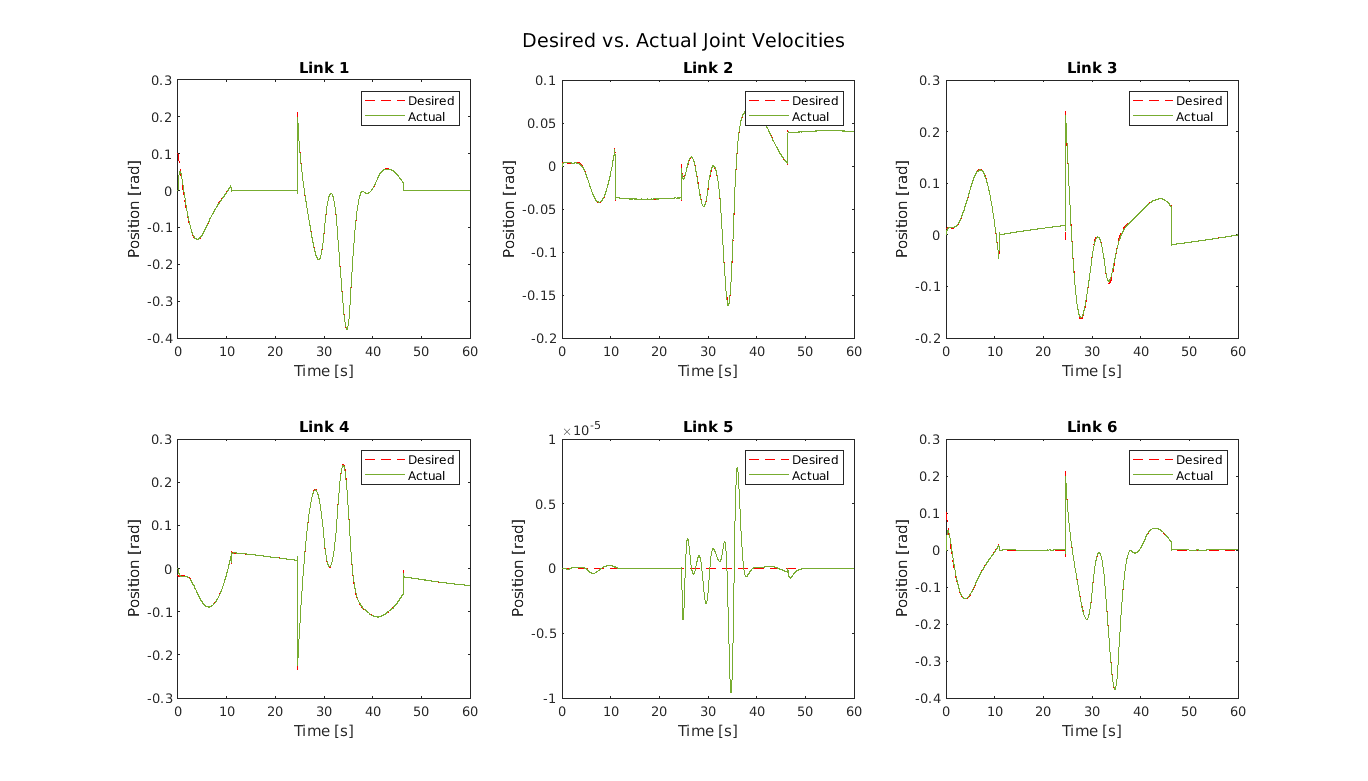 Desired vs. Actual Joint Velocities
Link 1
Link 2
Link 3
0.3
0.2
0.1
0
-0.1
-0.2
-0.3
-0.4
Position [rad]
Desired
Actual
0 10 20 30 40 50 60
Time [s]
0.1
0.05
0
-0.05
-0.1
-0.15
-0.2
Position [rad]
Desired
Actual
0 10 20 30 40 50 60
Time [s]
0.3
0.2
0.1
0
-0.1
-0.2
Position [rad]
Desired
Actual
0 10 20 30 40 50 60
Time [s]
Link 4
Link 5
Link 6
0.3
0.2
0.1
0
-0.1
-0.2
-0.3
Position [rad]
Desired
Actual
0 10 20 30 40 50 60
Time [s]
×10-5
1
0.5
0
-0.5
-1
Position [rad]
Desired
Actual
0 10 20 30 40 50 60
Time [s]
0.3
0.2
0.1
0
-0.1
-0.2
-0.3
-0.4
Position [rad]
Desired
Actual
0 10 20 30 40 50 60
Time [s]